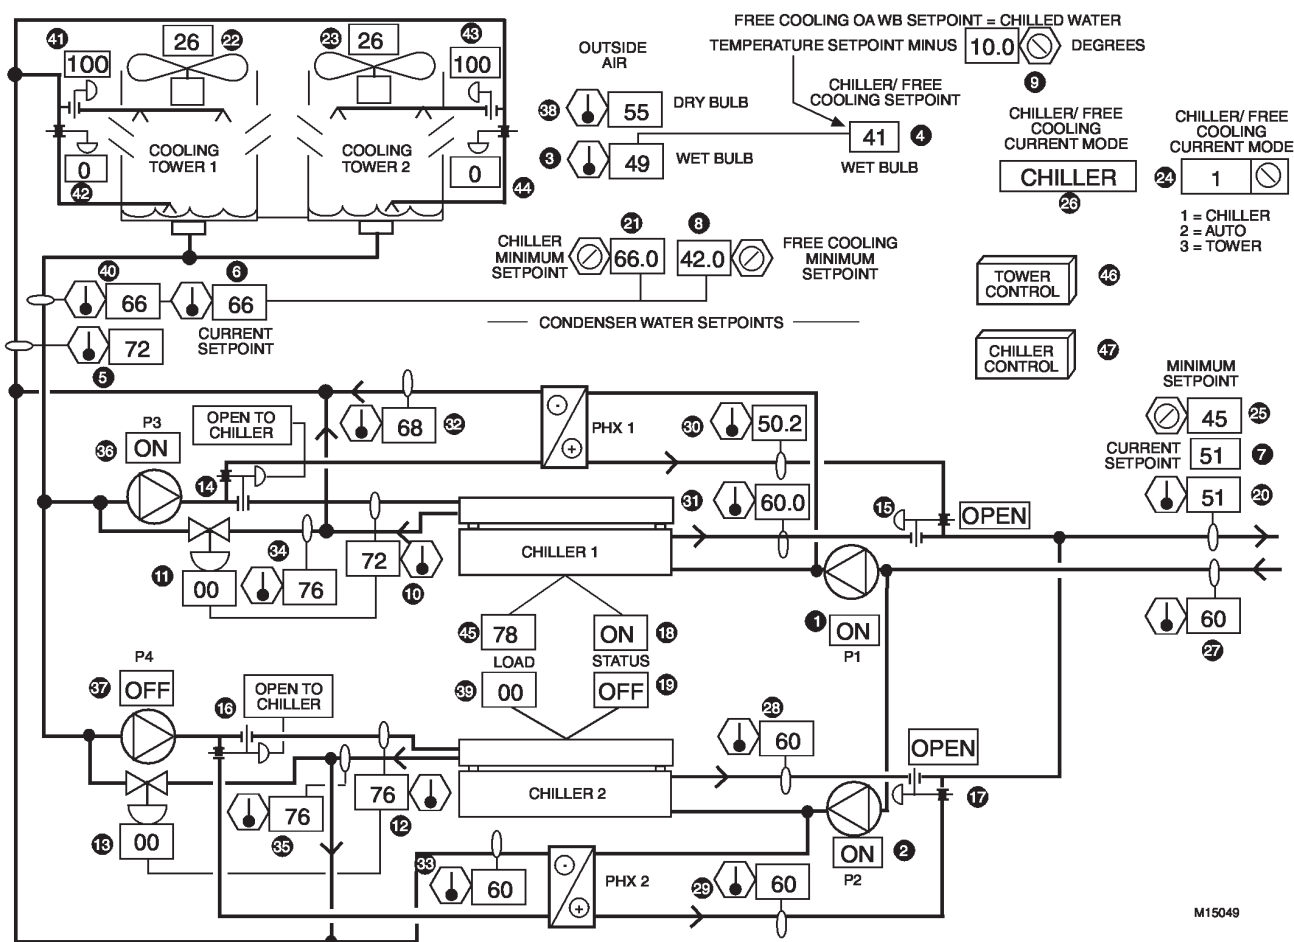 FREE COOLING OA WB SETPOINT = CHILLED WATER
TEMPERATURE SETPOINT MINUS 10.0 DEGREES
9
41
26
22
23
26
43
100
100
OUTSIDE
AIR
38
55
DRY BULB
3
49
WET BULB
CHILLER/ FREE
COOLING SETPOINT
41
4
WET BULB
CHILLER/ FREE
COOLING
CURRENT MODE
CHILLER
26
CHILLER/ FREE
COOLING
CURRENT MODE
24
1
1 = CHILLER
2 = AUTO
3 = TOWER
COOLING
TOWER 1
COOLING
TOWER 2
0
42
0
44
21
8
CHILLER
MINIMUM
SETPOINT
66.0
42.0
FREE COOLING
MINIMUM
SETPOINT
CONDENSER WATER SETPOINTS
40
6
66
66
CURRENT
SETPOINT
72
5
TOWER
CONTROL
46
CHILLER
CONTROL
47
MINIMUM
SETPOINT
45
25
CURRENT
SETPOINT
51
7
51
20
P3
36
ON
OPEN TO
CHILLER
14
68
32
PHX 1
30
50.2
31
60.0
15
OPEN
CHILLER 1
11
00
34
76
72
10
1
ON
P1
60
27
45
78
ON
18
LOAD
STATUS
39
00
OFF
19
P4
37
OFF
16
OPEN TO
CHILLER
28
60
OPEN
17
CHILLER 2
13
00
76
35
76
12
ON
2
P2
33
60
PHX 2
29
60
M15049